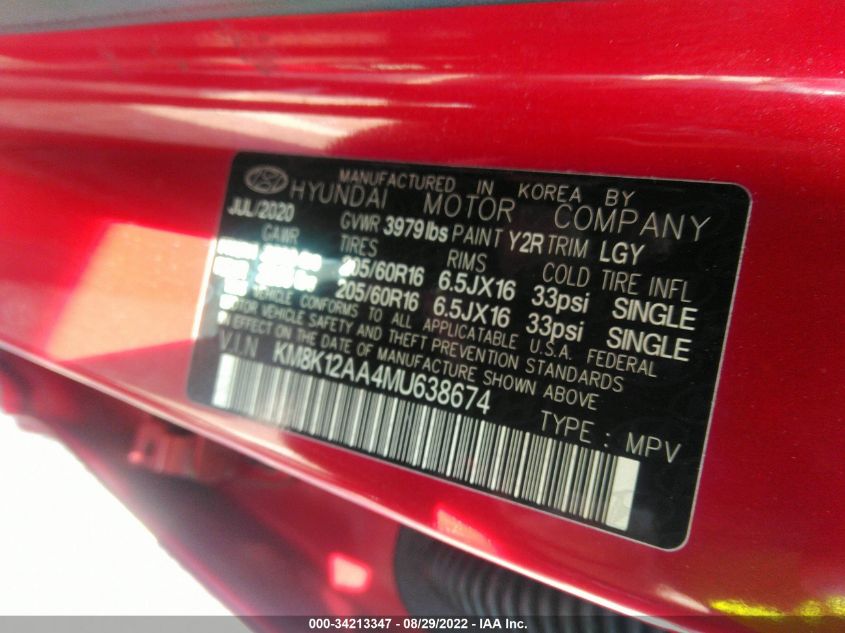 MANUFACTURED IN KOREA BY
HYUNDAI MOTOR COMPANY
JUL/2020 GVWR 3979lbs PAINT Y2R TRIM LGY
GAWR TIRES RIMS COLD TIRE INFL
205/60R16 6.5JX16 33psi SINGLE
205/60R16 6.5JX16 33psi SINGLE
VEHICLE CONFORMS TO ALL APPLICABLE U.S.A. FEDERAL
MOTOR VEHICLE SAFETY AND THEFT PREVENTION STANDARDS
IN EFFECT ON THE DATE OF MANUFACTURE SHOWN ABOVE
V.I.N KM8K12AA4MU638674
TYPE : MPV
000-34213347 - 08/29/2022 - IAA Inc.